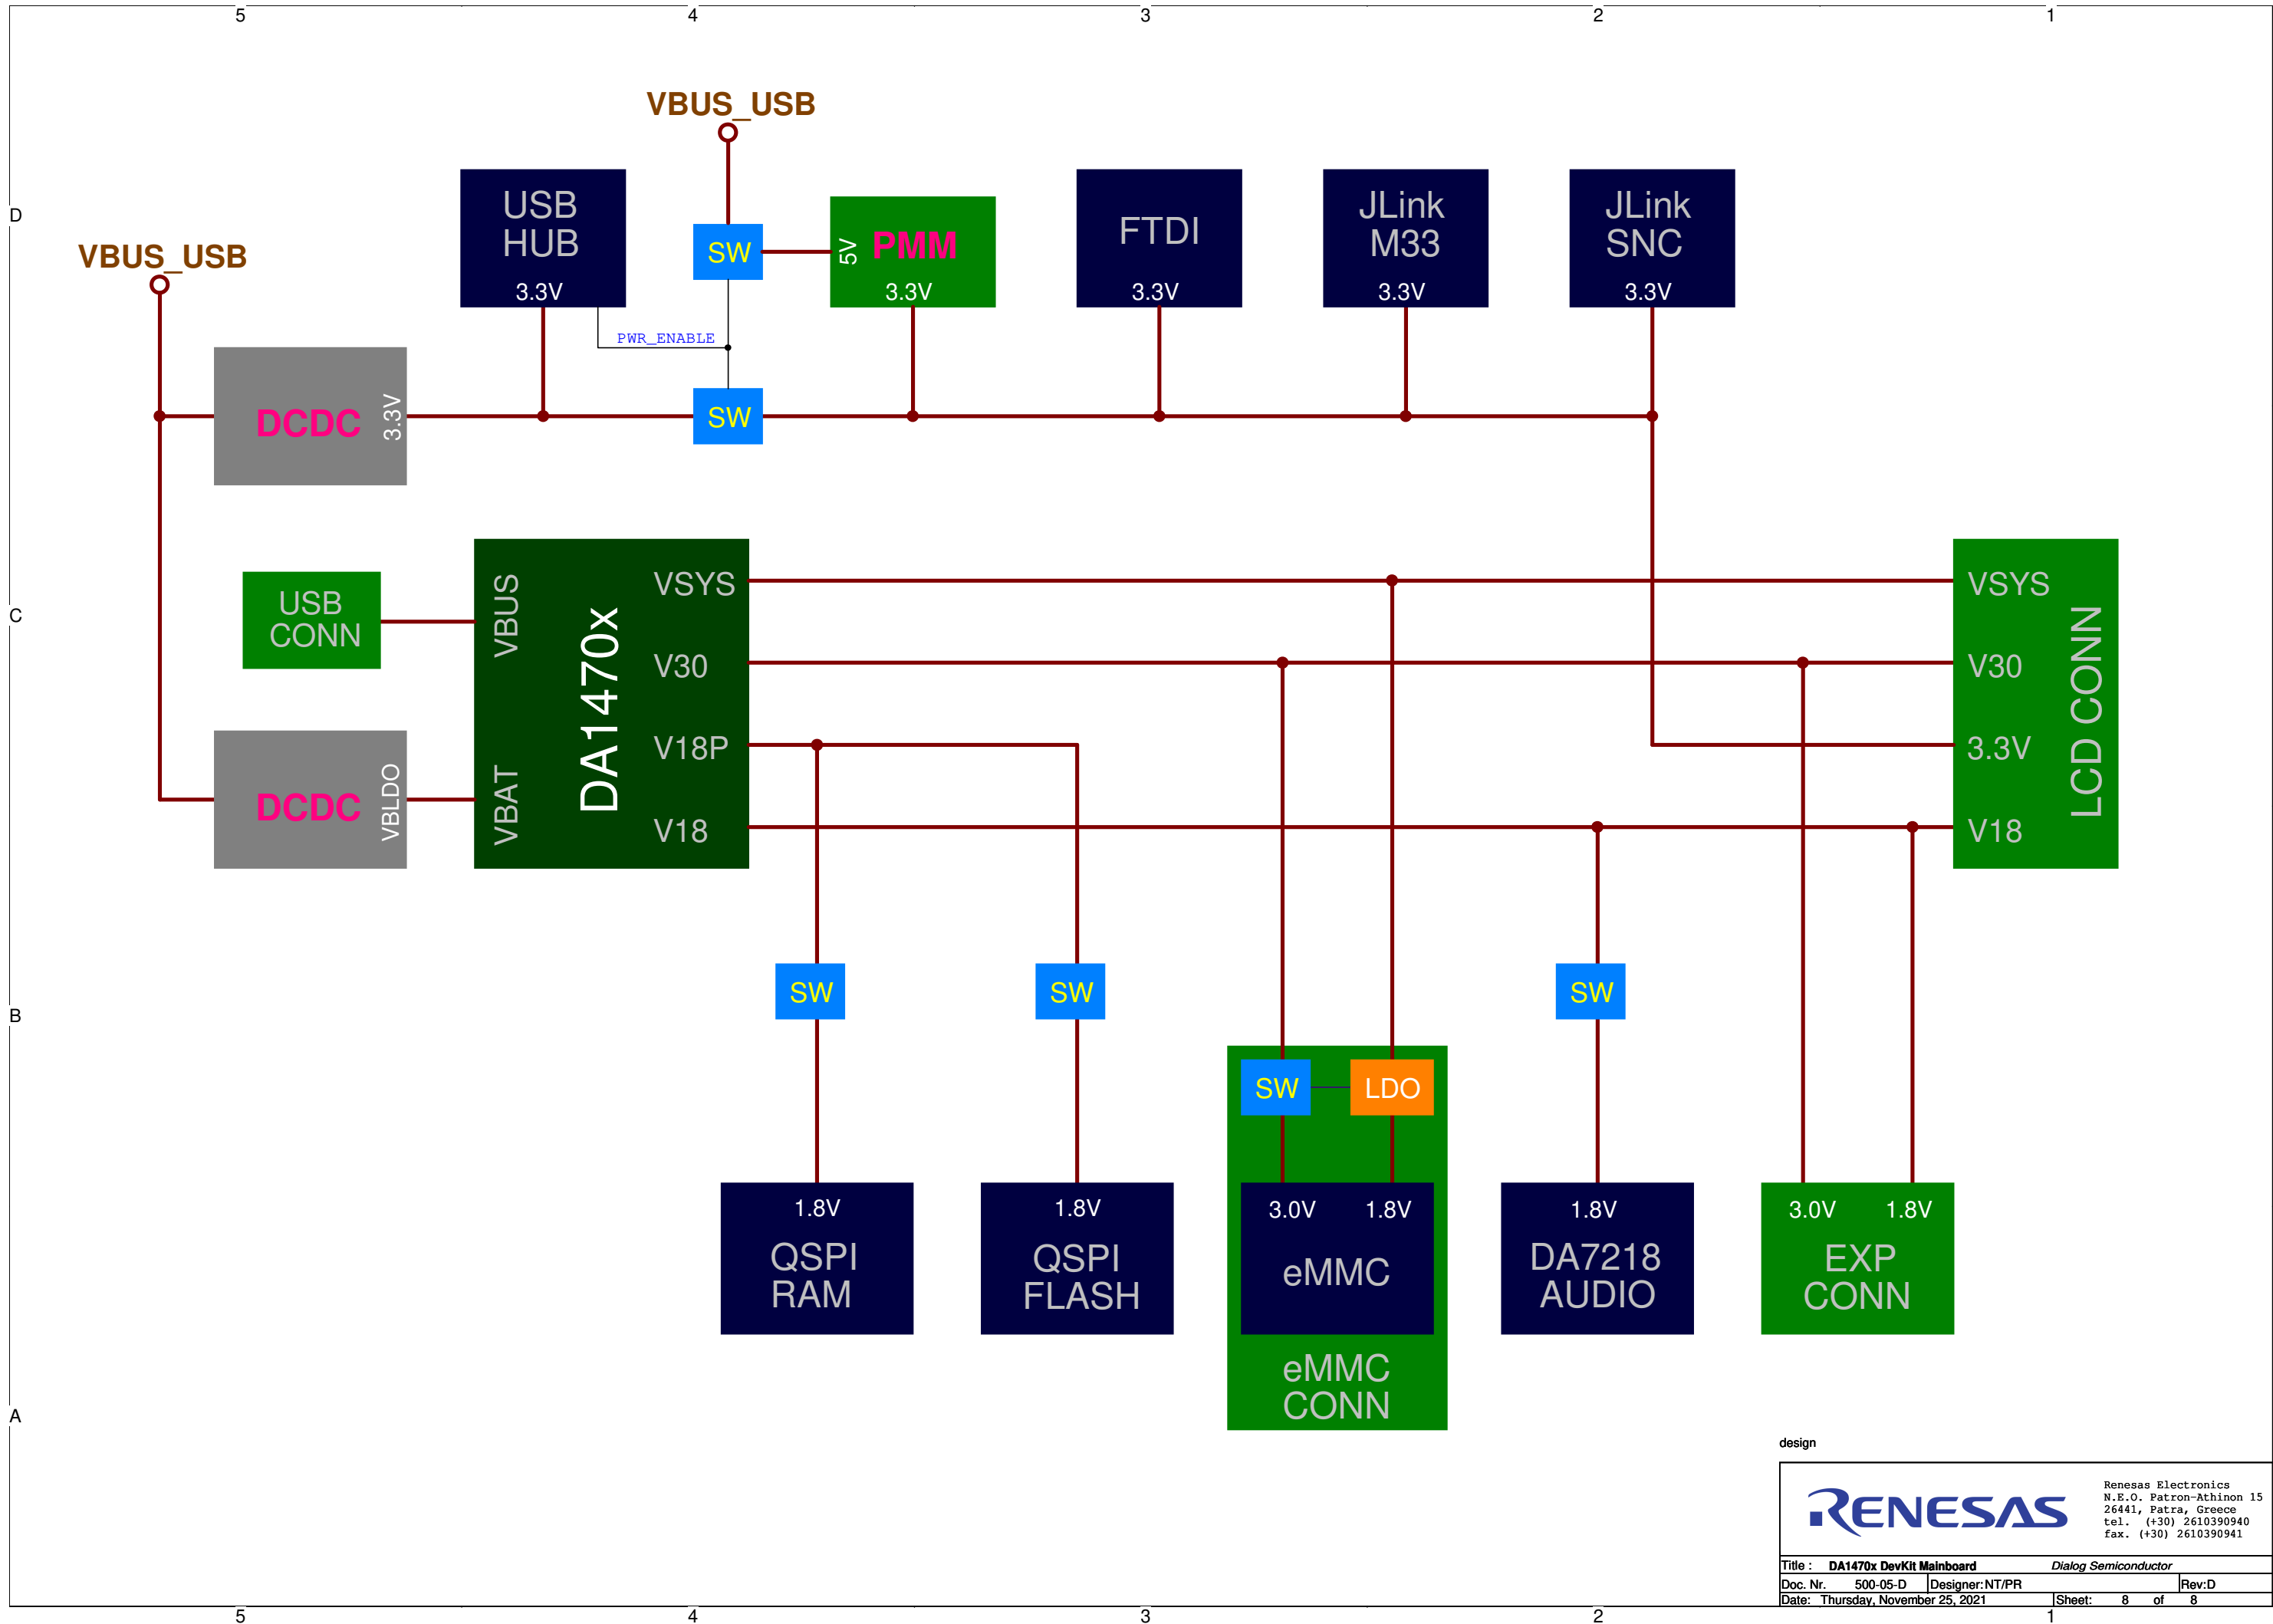 5 4 3 2 1
VBUS_USB
D
USB
HUB
3.3V
SW
5V
PMM
3.3V
FTDI
3.3V
JLink
M33
3.3V
JLink
SNC
3.3V
VBUS_USB
PWR_ENABLE
DCDC
3.3V
SW
C
USB
CONN
VBUS
VBAT
DA1470x
VSYS
V30
V18P
V18
VSYS
V30
3.3V
V18
LCD CONN
DCDC
VBLDO
B
SW
SW
SW
SW
LDO
1.8V
QSPI
RAM
1.8V
QSPI
FLASH
3.0V 1.8V
eMMC
eMMC
CONN
1.8V
DA7218
AUDIO
3.0V 1.8V
EXP
CONN
A
design
RENESAS
Renesas Electronics
N.E.O. Patron-Athinon 15
26441, Patra, Greece
tel. (+30) 2610390940
fax. (+30) 2610390941
Title : DA1470x DevKit Mainboard Dialog Semiconductor
Doc. Nr. 500-05-D Designer:NT/PR Rev:D
Date: Thursday, November 25, 2021 Sheet: 8 of 8
5 4 3 2 1